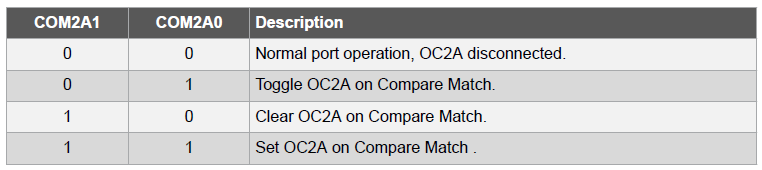 COM2A1 COM2A0 Description
0 0 Normal port operation, OC2A disconnected.
0 1 Toggle OC2A on Compare Match.
1 0 Clear OC2A on Compare Match.
1 1 Set OC2A on Compare Match .